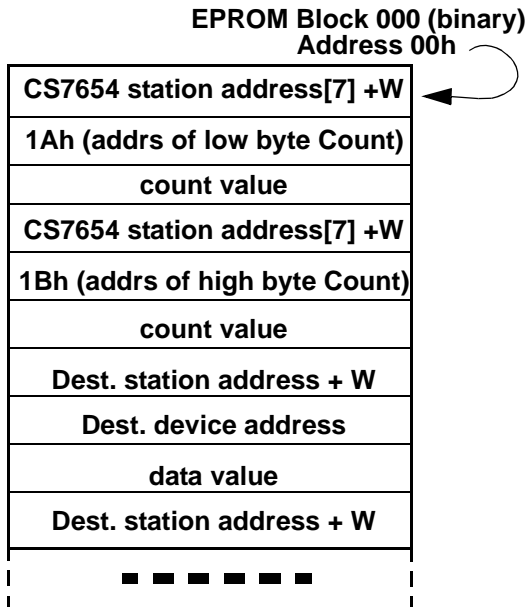 EPROM Block 000 (binary)
Address 00h
CS7654 station address[7] +W
1Ah (addrs of low byte Count)
count value
CS7654 station address[7] +W
1Bh (addrs of high byte Count)
count value
Dest. station address + W
Dest. device address
data value
Dest. station address + W